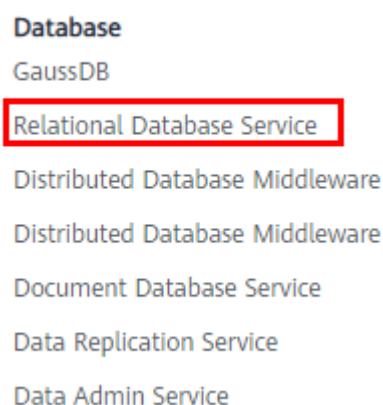 Database
GaussDB
Relational Database Service
Distributed Database Middleware
Distributed Database Middleware
Document Database Service
Data Replication Service
Data Admin Service